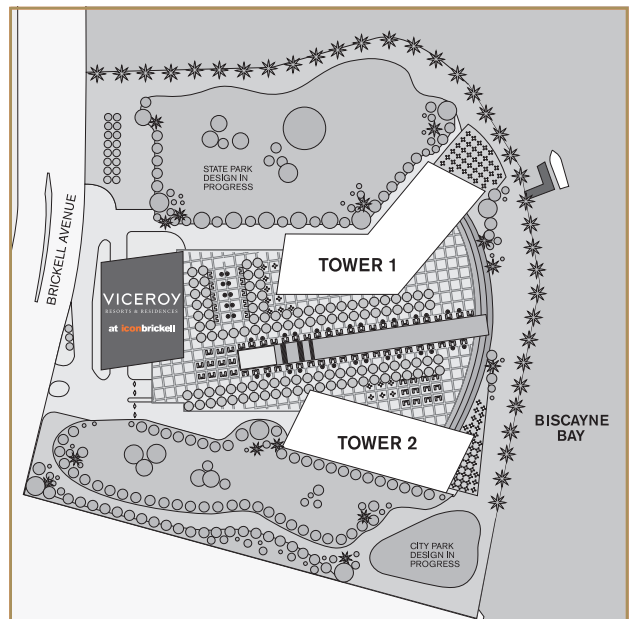 STATE PARK
DESIGN IN
PROGRESS
BRICKELL AVENUE
TOWER 1
VICEROY
RESORTS & RESIDENCES
at iconbrickell
TOWER 2
BISCAYNE
BAY
CITY PARK
DESIGN IN
PROGRESS